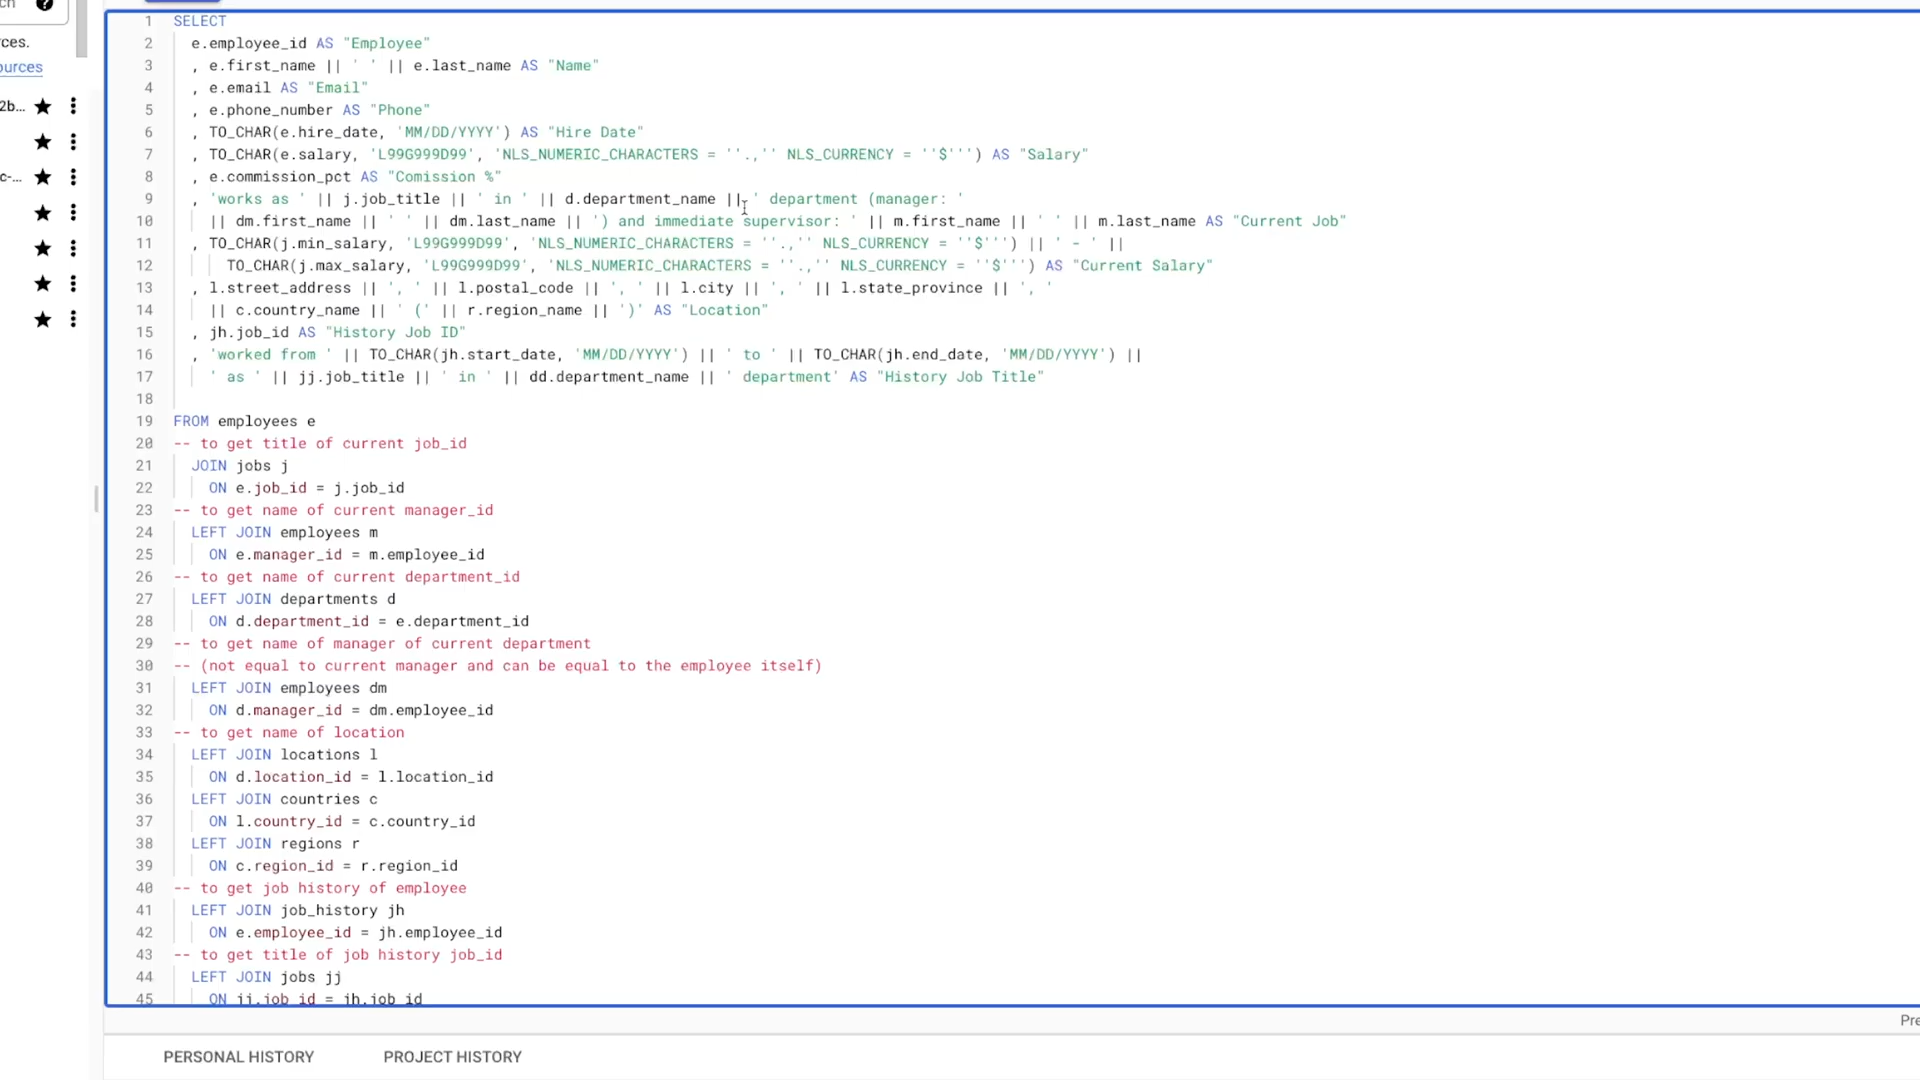 ch
ces.
ources
2b...
c-...
1 SELECT
2 e.employee_id AS "Employee"
3 , e.first_name || ' ' || e.last_name AS "Name"
4 , e.email AS "Email"
5 , e.phone_number AS "Phone"
6 , TO_CHAR(e.hire_date, 'MM/DD/YYYY') AS "Hire Date"
7 , TO_CHAR(e.salary, 'L99G999D99', 'NLS_NUMERIC_CHARACTERS = ''.,'' NLS_CURRENCY = ''$''') AS "Salary"
8 , e.commission_pct AS "Comission %"
9 , 'works as ' || j.job_title || ' in ' || d.department_name || ' department (manager: '
10 || dm.first_name || ' ' || dm.last_name || ') and immediate supervisor: ' || m.first_name || ' ' || m.last_name AS "Current Job"
11 , TO_CHAR(j.min_salary, 'L99G999D99', 'NLS_NUMERIC_CHARACTERS = ''.,'' NLS_CURRENCY = ''$''') || ' - ' ||
12 TO_CHAR(j.max_salary, 'L99G999D99', 'NLS_NUMERIC_CHARACTERS = ''.,'' NLS_CURRENCY = ''$''') AS "Current Salary"
13 , l.street_address || ', ' || l.postal_code || ', ' || l.city || ', ' || l.state_province || ', '
14 || c.country_name || ' (' || r.region_name || ')' AS "Location"
15 , jh.job_id AS "History Job ID"
16 , 'worked from ' || TO_CHAR(jh.start_date, 'MM/DD/YYYY') || ' to ' || TO_CHAR(jh.end_date, 'MM/DD/YYYY') ||
17 ' as ' || jj.job_title || ' in ' || dd.department_name || ' department' AS "History Job Title"
18
19 FROM employees e
20 -- to get title of current job_id
21 JOIN jobs j
22 ON e.job_id = j.job_id
23 -- to get name of current manager_id
24 LEFT JOIN employees m
25 ON e.manager_id = m.employee_id
26 -- to get name of current department_id
27 LEFT JOIN departments d
28 ON d.department_id = e.department_id
29 -- to get name of manager of current department
30 -- (not equal to current manager and can be equal to the employee itself)
31 LEFT JOIN employees dm
32 ON d.manager_id = dm.employee_id
33 -- to get name of location
34 LEFT JOIN locations l
35 ON d.location_id = l.location_id
36 LEFT JOIN countries c
37 ON l.country_id = c.country_id
38 LEFT JOIN regions r
39 ON c.region_id = r.region_id
40 -- to get job history of employee
41 LEFT JOIN job_history jh
42 ON e.employee_id = jh.employee_id
43 -- to get title of job history job_id
44 LEFT JOIN jobs jj
45 ON jj.job_id = jh.job_id
Pre
PERSONAL HISTORY PROJECT HISTORY